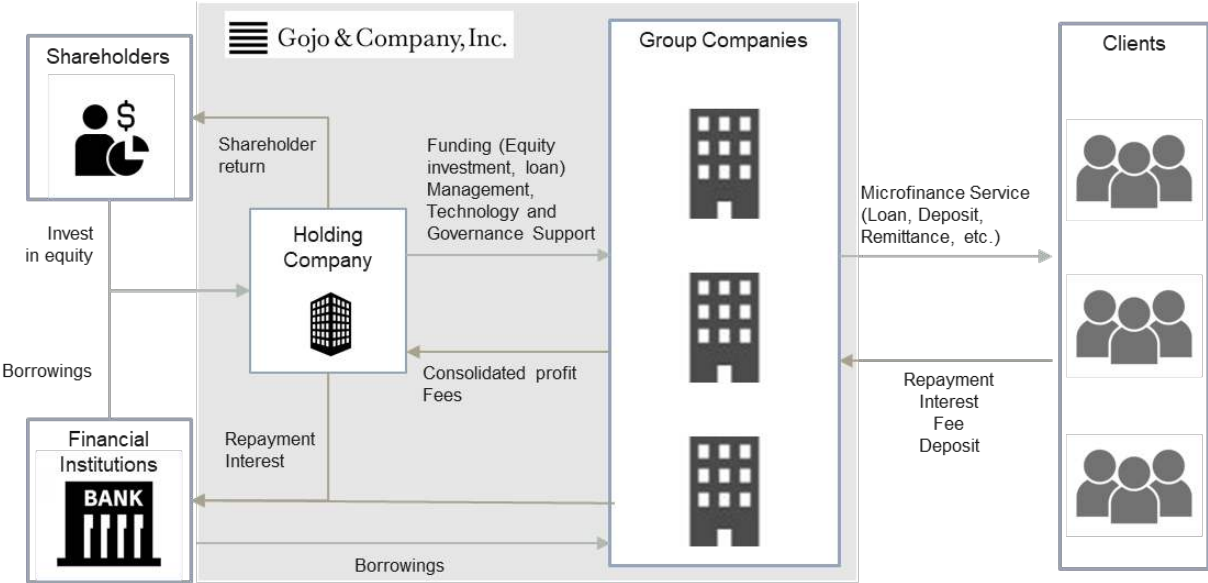 Gojo & Company, Inc.
Shareholders
Group Companies
Clients
Shareholder
return
Funding (Equity
investment, loan)
Management,
Technology and
Governance Support
Microfinance Service
(Loan, Deposit,
Remittance, etc.)
Invest
in equity
Holding
Company
Borrowings
Consolidated profit
Fees
Repayment
Interest
Fee
Deposit
Financial
Institutions
BANK
Repayment
Interest
Borrowings